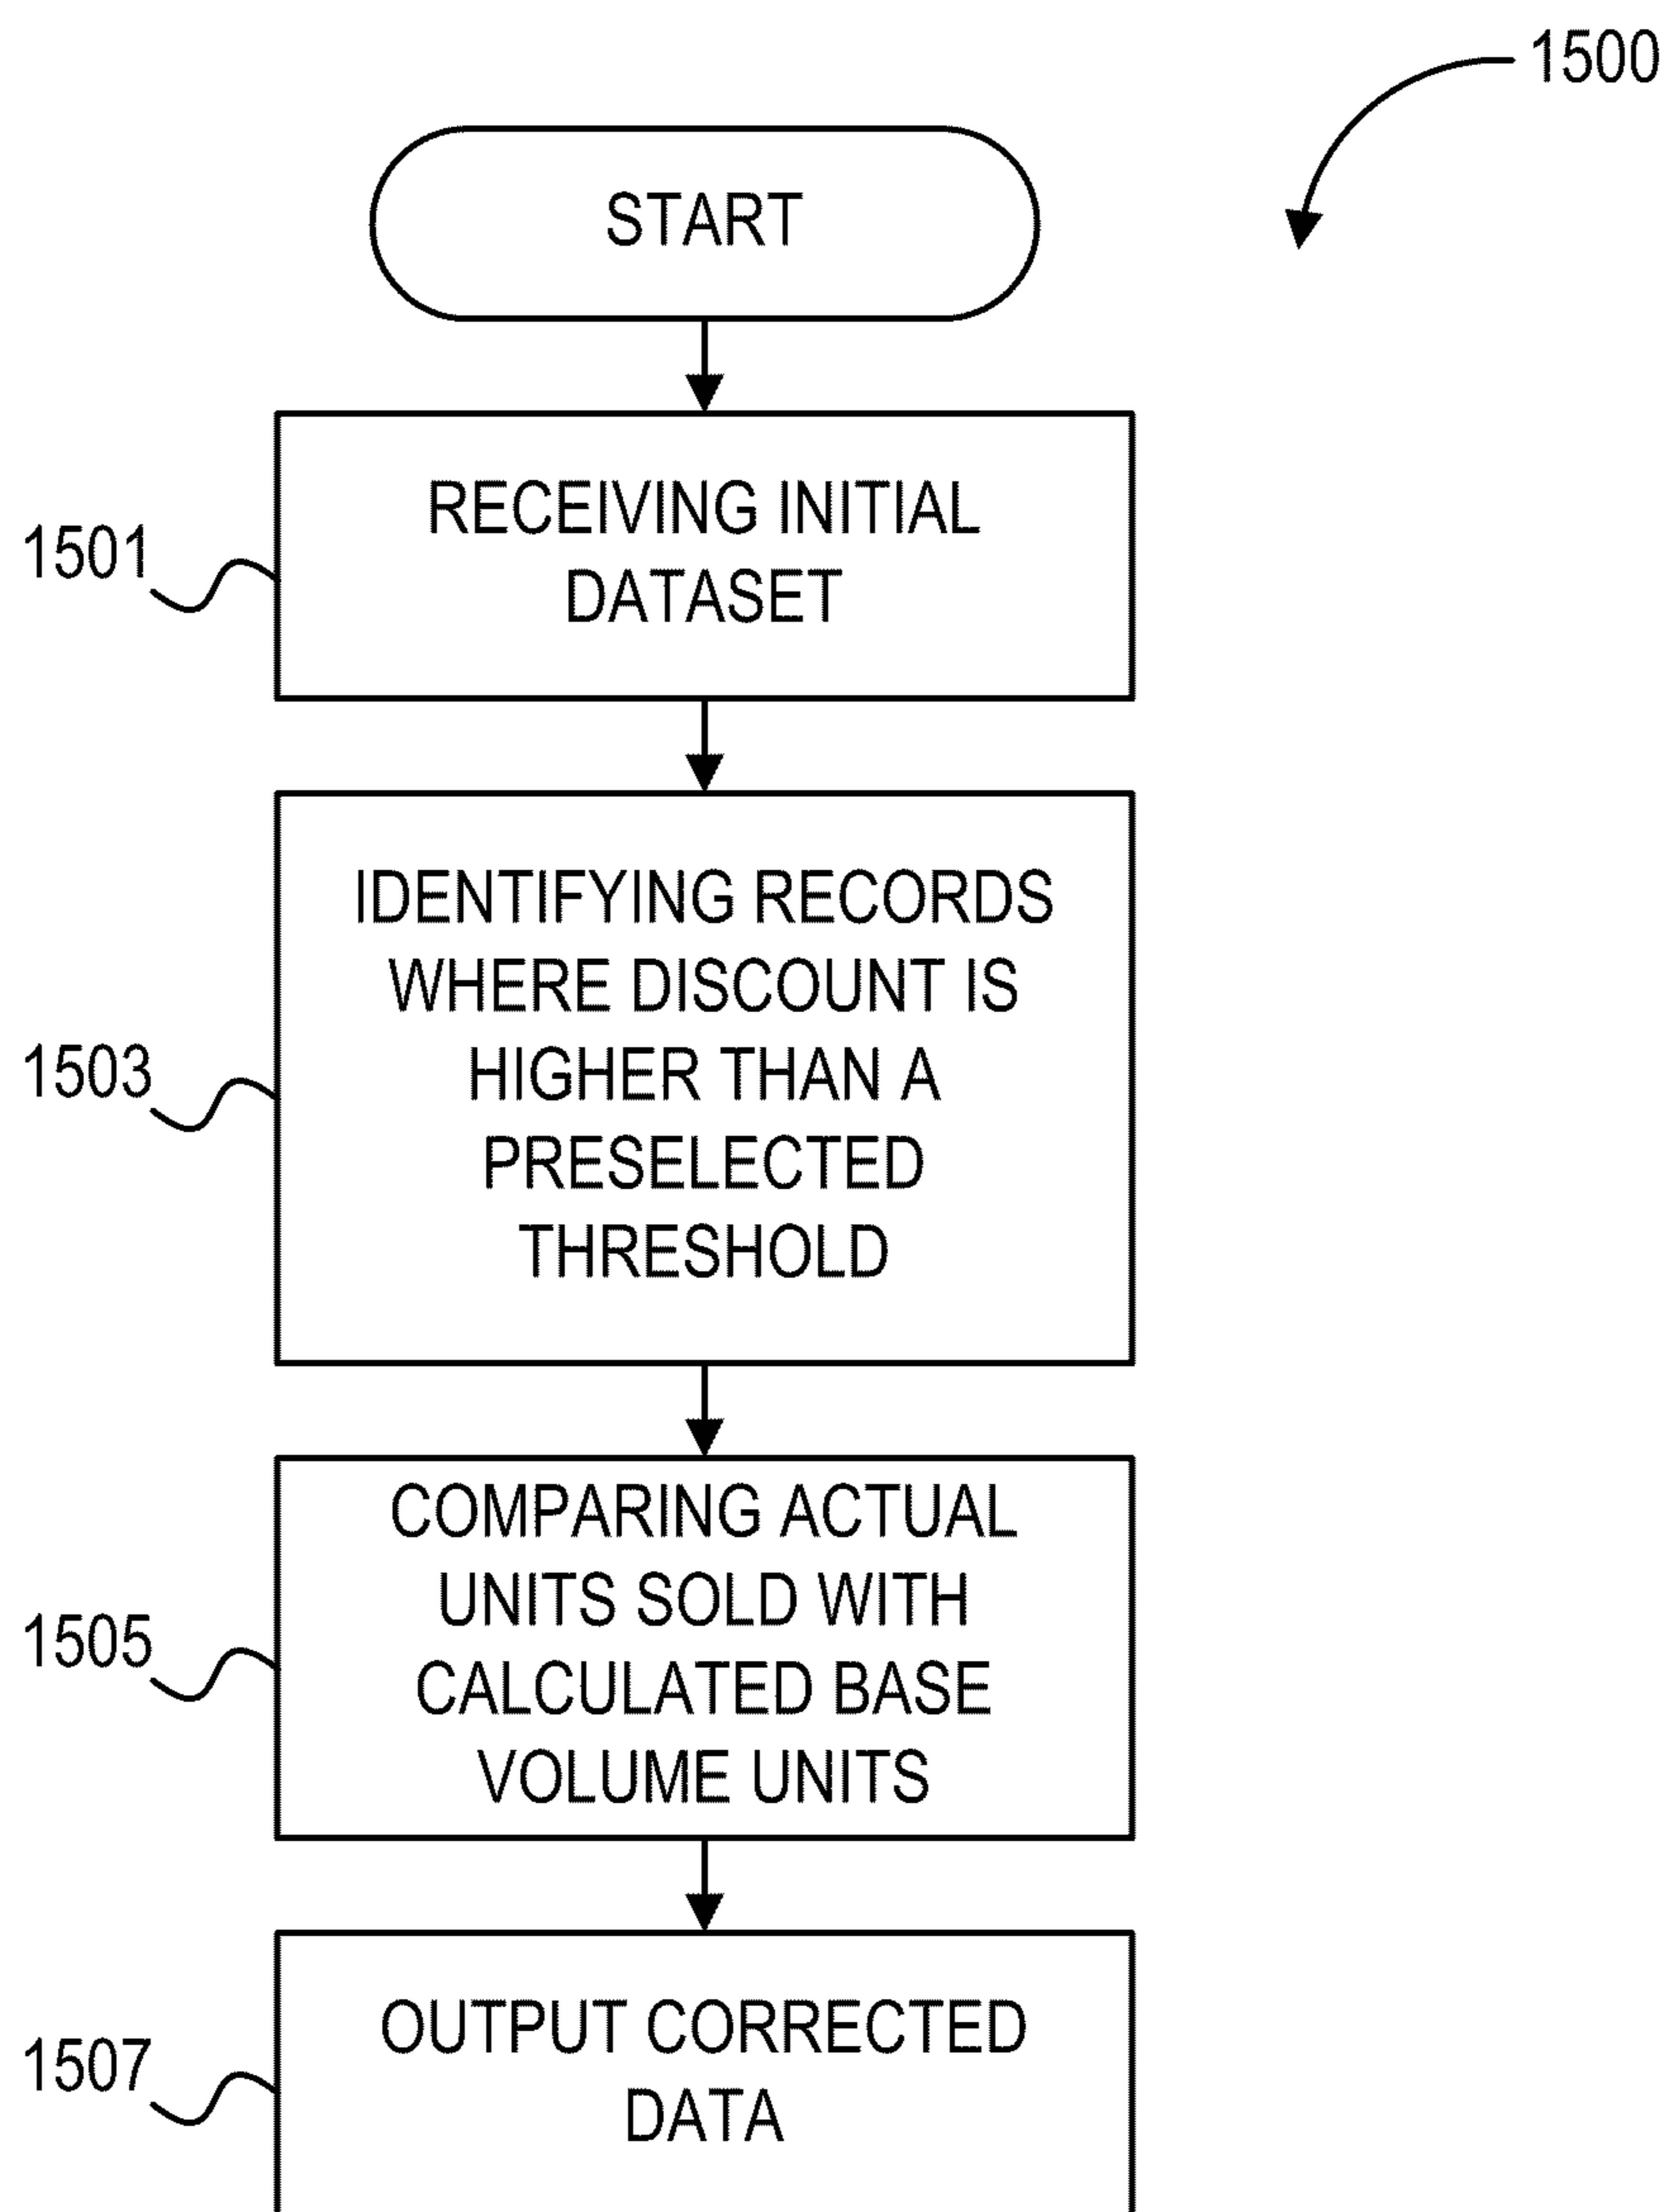 1500
START
1501
RECEIVING INITIAL
DATASET
1503
IDENTIFYING RECORDS
WHERE DISCOUNT IS
HIGHER THAN A
PRESELECTED
THRESHOLD
1505
COMPARING ACTUAL
UNITS SOLD WITH
CALCULATED BASE
VOLUME UNITS
1507
OUTPUT CORRECTED
DATA